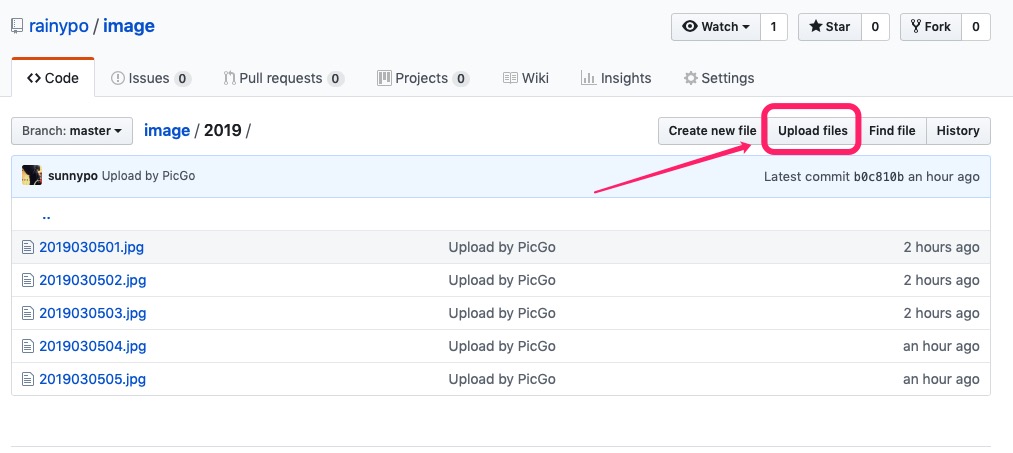 rainypo / image
Watch 1 Star 0 Fork 0
Code Issues 0 Pull requests 0 Projects 0 Wiki Insights Settings
Branch: master image / 2019 / Create new file Upload files Find file History
sunnypo Upload by PicGo Latest commit b0c810b an hour ago
..
2019030501.jpg Upload by PicGo 2 hours ago
2019030502.jpg Upload by PicGo 2 hours ago
2019030503.jpg Upload by PicGo 2 hours ago
2019030504.jpg Upload by PicGo an hour ago
2019030505.jpg Upload by PicGo an hour ago